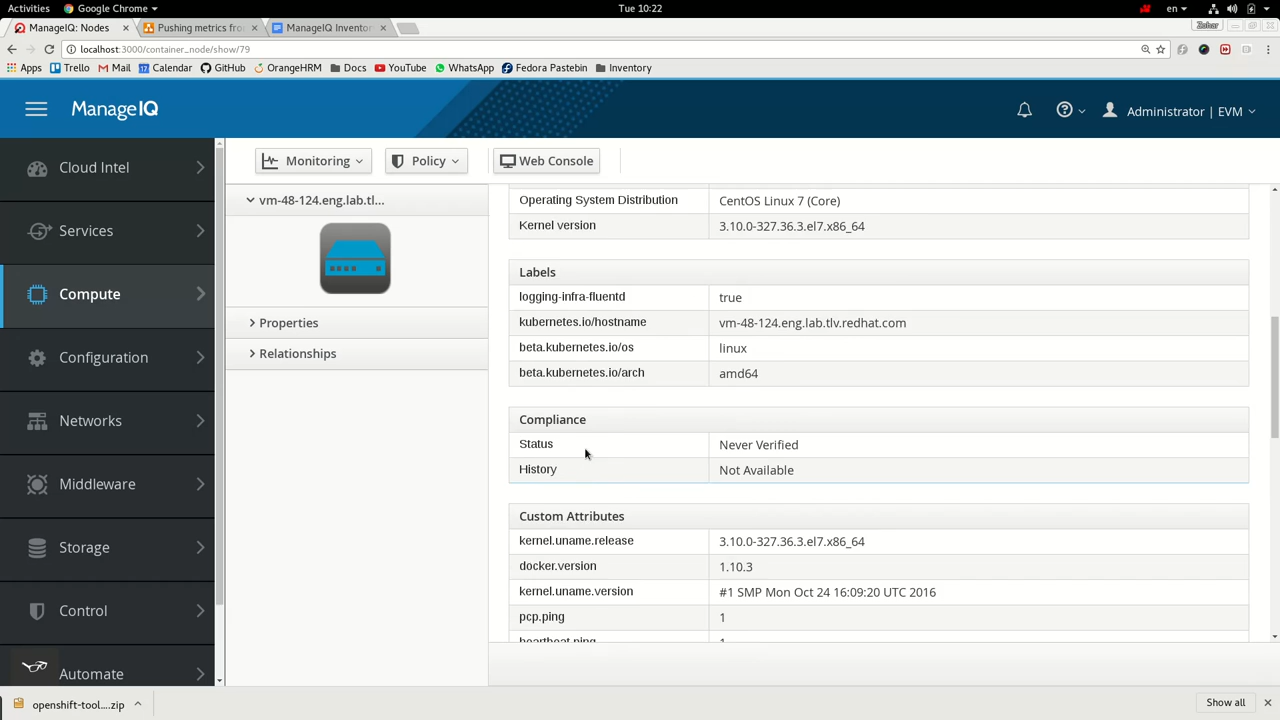 Activities Google Chrome Tue 10:22 en
ManageIQ: Nodes × Pushing metrics fro × ManageIQ Inventor × Zohar
localhost:3000/container_node/show/79
Apps Trello Mail Calendar GitHub OrangeHRM Docs YouTube WhatsApp Fedora Pastebin Inventory
ManageIQ Administrator | EVM
Cloud Intel
Services
Compute
Configuration
Networks
Middleware
Storage
Control
Automate
Monitoring Policy Web Console
vm-48-124.eng.lab.tl...
Properties
Relationships
Operating System Distribution CentOS Linux 7 (Core)
Kernel version 3.10.0-327.36.3.el7.x86_64
Labels
logging-infra-fluentd true
kubernetes.io/hostname vm-48-124.eng.lab.tlv.redhat.com
beta.kubernetes.io/os linux
beta.kubernetes.io/arch amd64
Compliance
Status Never Verified
History Not Available
Custom Attributes
kernel.uname.release 3.10.0-327.36.3.el7.x86_64
docker.version 1.10.3
kernel.uname.version #1 SMP Mon Oct 24 16:09:20 UTC 2016
pcp.ping 1
heartbeat.ping 1
openshift-tool....zip Show all